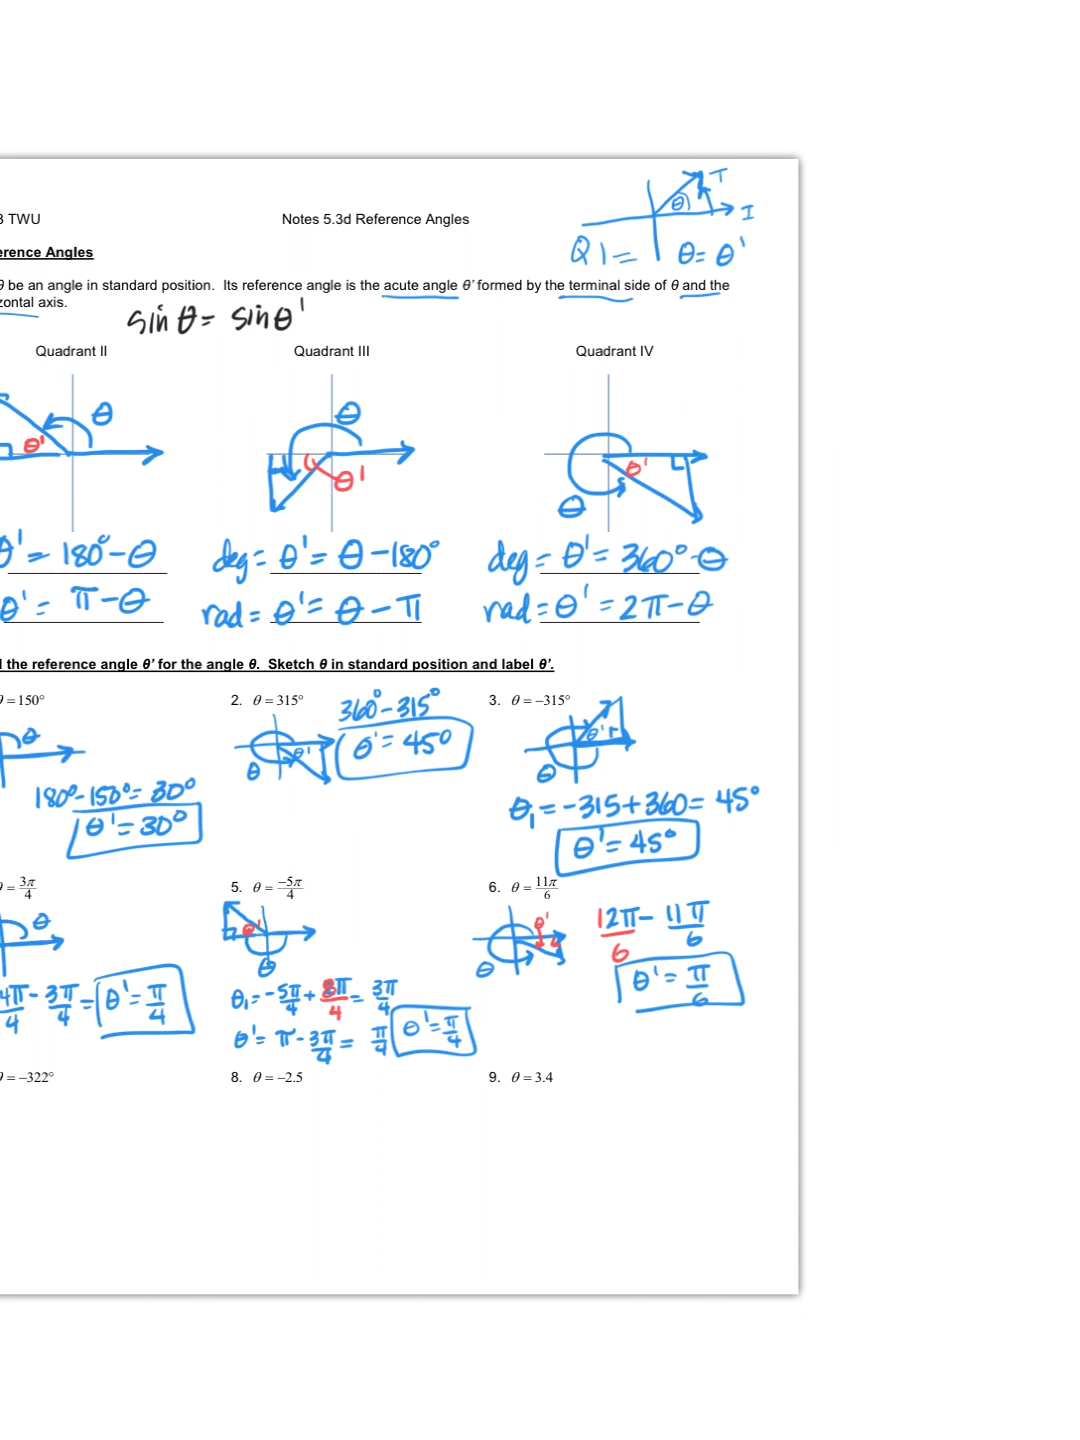 3 TWU Notes 5.3d Reference Angles
T
θ
I
Q1= θ=θ'
erence Angles
θ be an angle in standard position. Its reference angle is the acute angle θ' formed by the terminal side of θ and the
zontal axis.
sin θ = sin θ'
Quadrant II Quadrant III Quadrant IV
θ θ θ'
θ' θ' θ
θ' = 180° - θ deg = θ' = θ - 180° deg = θ' = 360° - θ
θ' = π - θ rad = θ' = θ - π rad = θ' = 2π - θ
d the reference angle θ' for the angle θ. Sketch θ in standard position and label θ'.
θ = 150° 2. θ = 315° 360° - 315° 3. θ = −315°
θ θ θ' θ' = 45° θ' θ
180° - 150° = 30° θ₁ = -315 + 360 = 45°
θ' = 30° θ' = 45°
θ = 3π/4 5. θ = −5π/4 6. θ = 11π/6
θ θ' θ θ' θ 12π/6 - 11π/6
4π/4 - 3π/4 = θ' = π/4 θ₁ = -5π/4 + 8π/4 = 3π/4 θ' = π/6
θ' = π - 3π/4 = π/4 θ' = π/4
θ = −322° 8. θ = −2.5 9. θ = 3.4